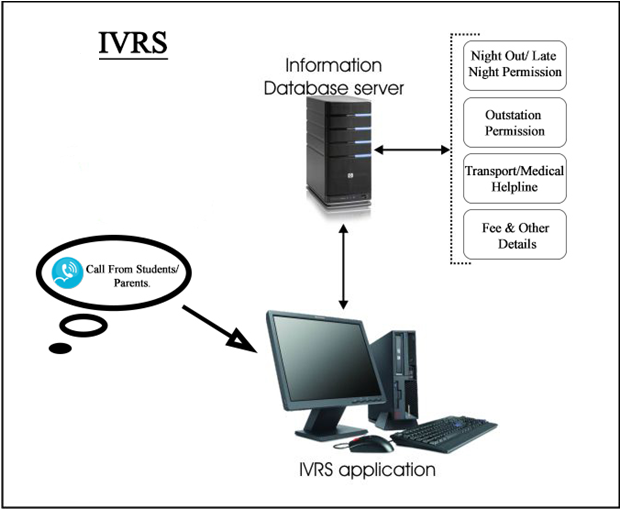 IVRS
Information
Database server
Night Out/ Late
Night Permission
Outstation
Permission
Transport/Medical
Helpline
Fee & Other
Details
Call From Students/
Parents.
IVRS application